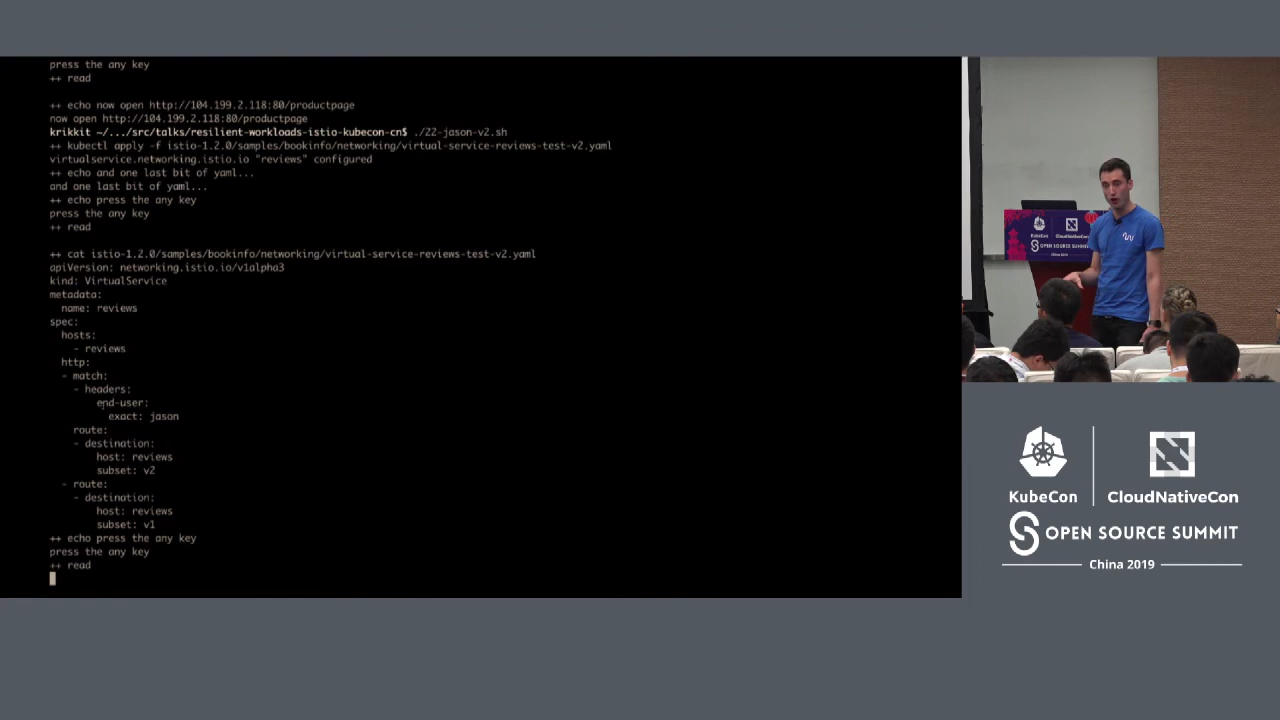 press the any key
++ read
++ echo now open http://104.199.2.118:80/productpage
now open http://104.199.2.118:80/productpage
krikkit ~/.../src/talks/resilient-workloads-istio-kubecon-cn$ ./22-jason-v2.sh
++ kubectl apply -f istio-1.2.0/samples/bookinfo/networking/virtual-service-reviews-test-v2.yaml
virtualservice.networking.istio.io "reviews" configured
++ echo and one last bit of yaml...
and one last bit of yaml...
++ echo press the any key
press the any key
++ read
++ cat istio-1.2.0/samples/bookinfo/networking/virtual-service-reviews-test-v2.yaml
apiVersion: networking.istio.io/v1alpha3
kind: VirtualService
metadata:
  name: reviews
spec:
  hosts:
    - reviews
  http:
  - match:
    - headers:
        end-user:
          exact: jason
    route:
    - destination:
        host: reviews
        subset: v2
  - route:
    - destination:
        host: reviews
        subset: v1
++ echo press the any key
press the any key
++ read
KubeCon
CloudNativeCon
OPEN SOURCE SUMMIT
China 2019
KubeCon
CloudNativeCon
OPEN SOURCE SUMMIT
China 2019